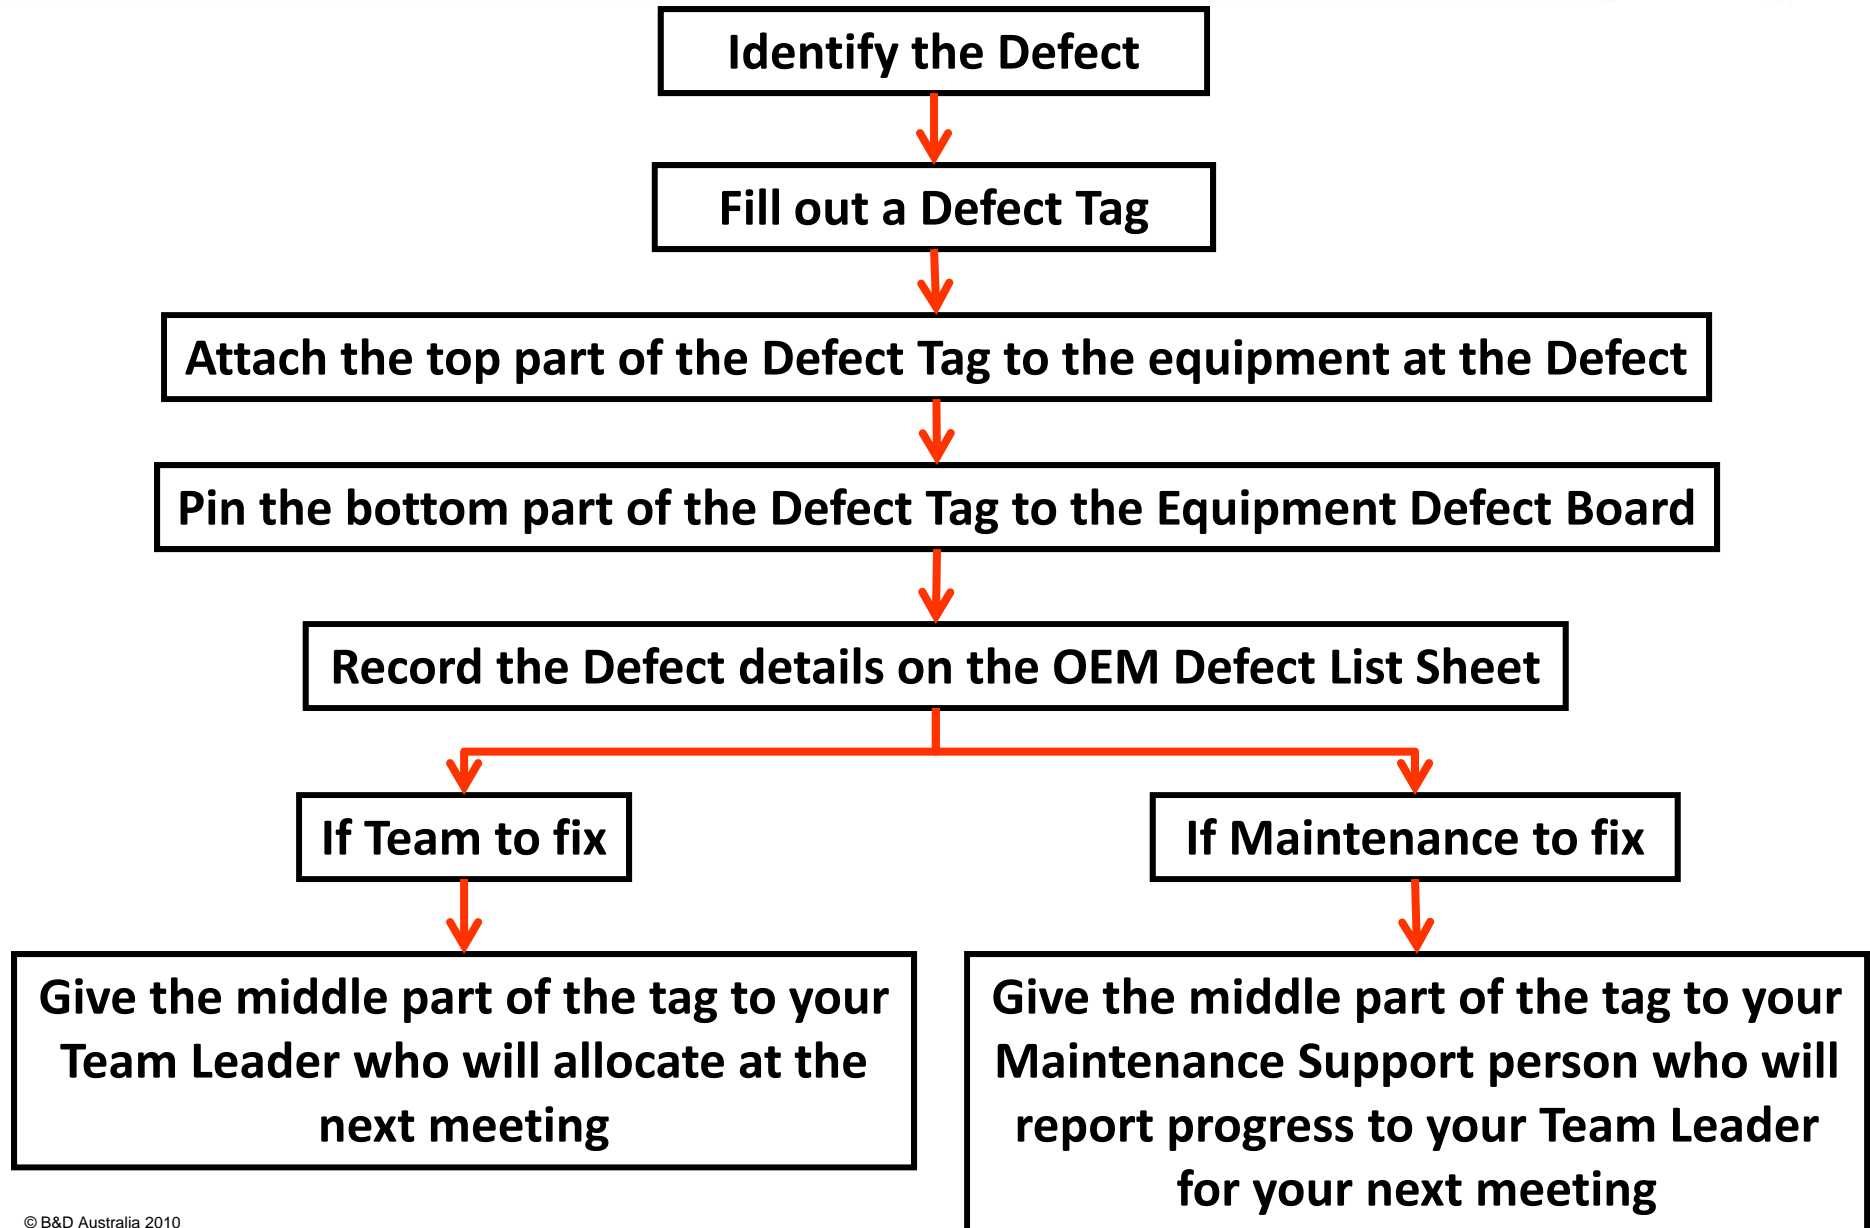 Identify the Defect
Fill out a Defect Tag
Attach the top part of the Defect Tag to the equipment at the Defect
Pin the bottom part of the Defect Tag to the Equipment Defect Board
Record the Defect details on the OEM Defect List Sheet
If Team to fix
If Maintenance to fix
Give the middle part of the tag to your
Team Leader who will allocate at the
next meeting
Give the middle part of the tag to your
Maintenance Support person who will
report progress to your Team Leader
for your next meeting
© B&D Australia 2010